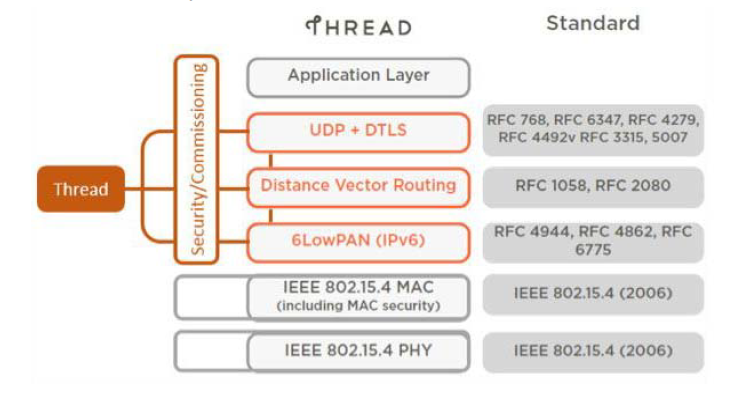 THREAD
Standard
Application Layer
Security/Commissioning
UDP + DTLS
RFC 768, RFC 6347, RFC 4279,
RFC 4492v RFC 3315, 5007
Thread
Distance Vector Routing
RFC 1058, RFC 2080
6LowPAN (IPv6)
RFC 4944, RFC 4862, RFC
6775
IEEE 802.15.4 MAC
(including MAC security)
IEEE 802.15.4 (2006)
IEEE 802.15.4 PHY
IEEE 802.15.4 (2006)